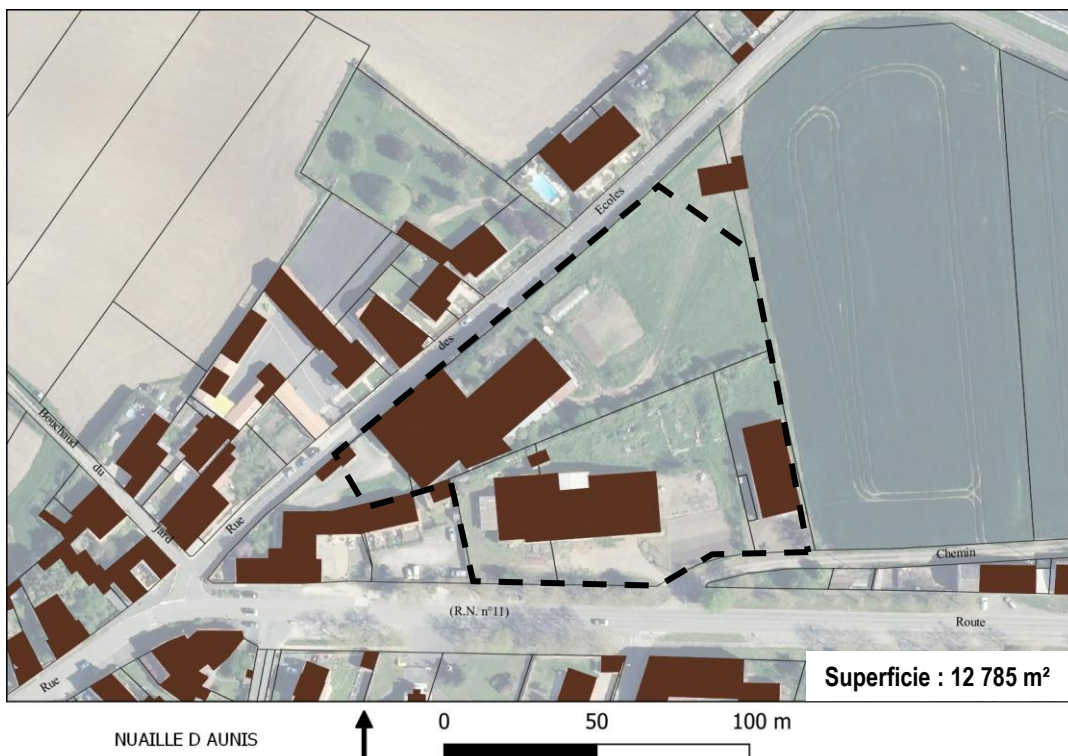 Ecoles
des
Bouchaud
du
Jard
Rue
Chemin
(R.N. n°11)
Route
Rue
Superficie : 12 785 m²
NUAILLE D AUNIS
0 50 100 m